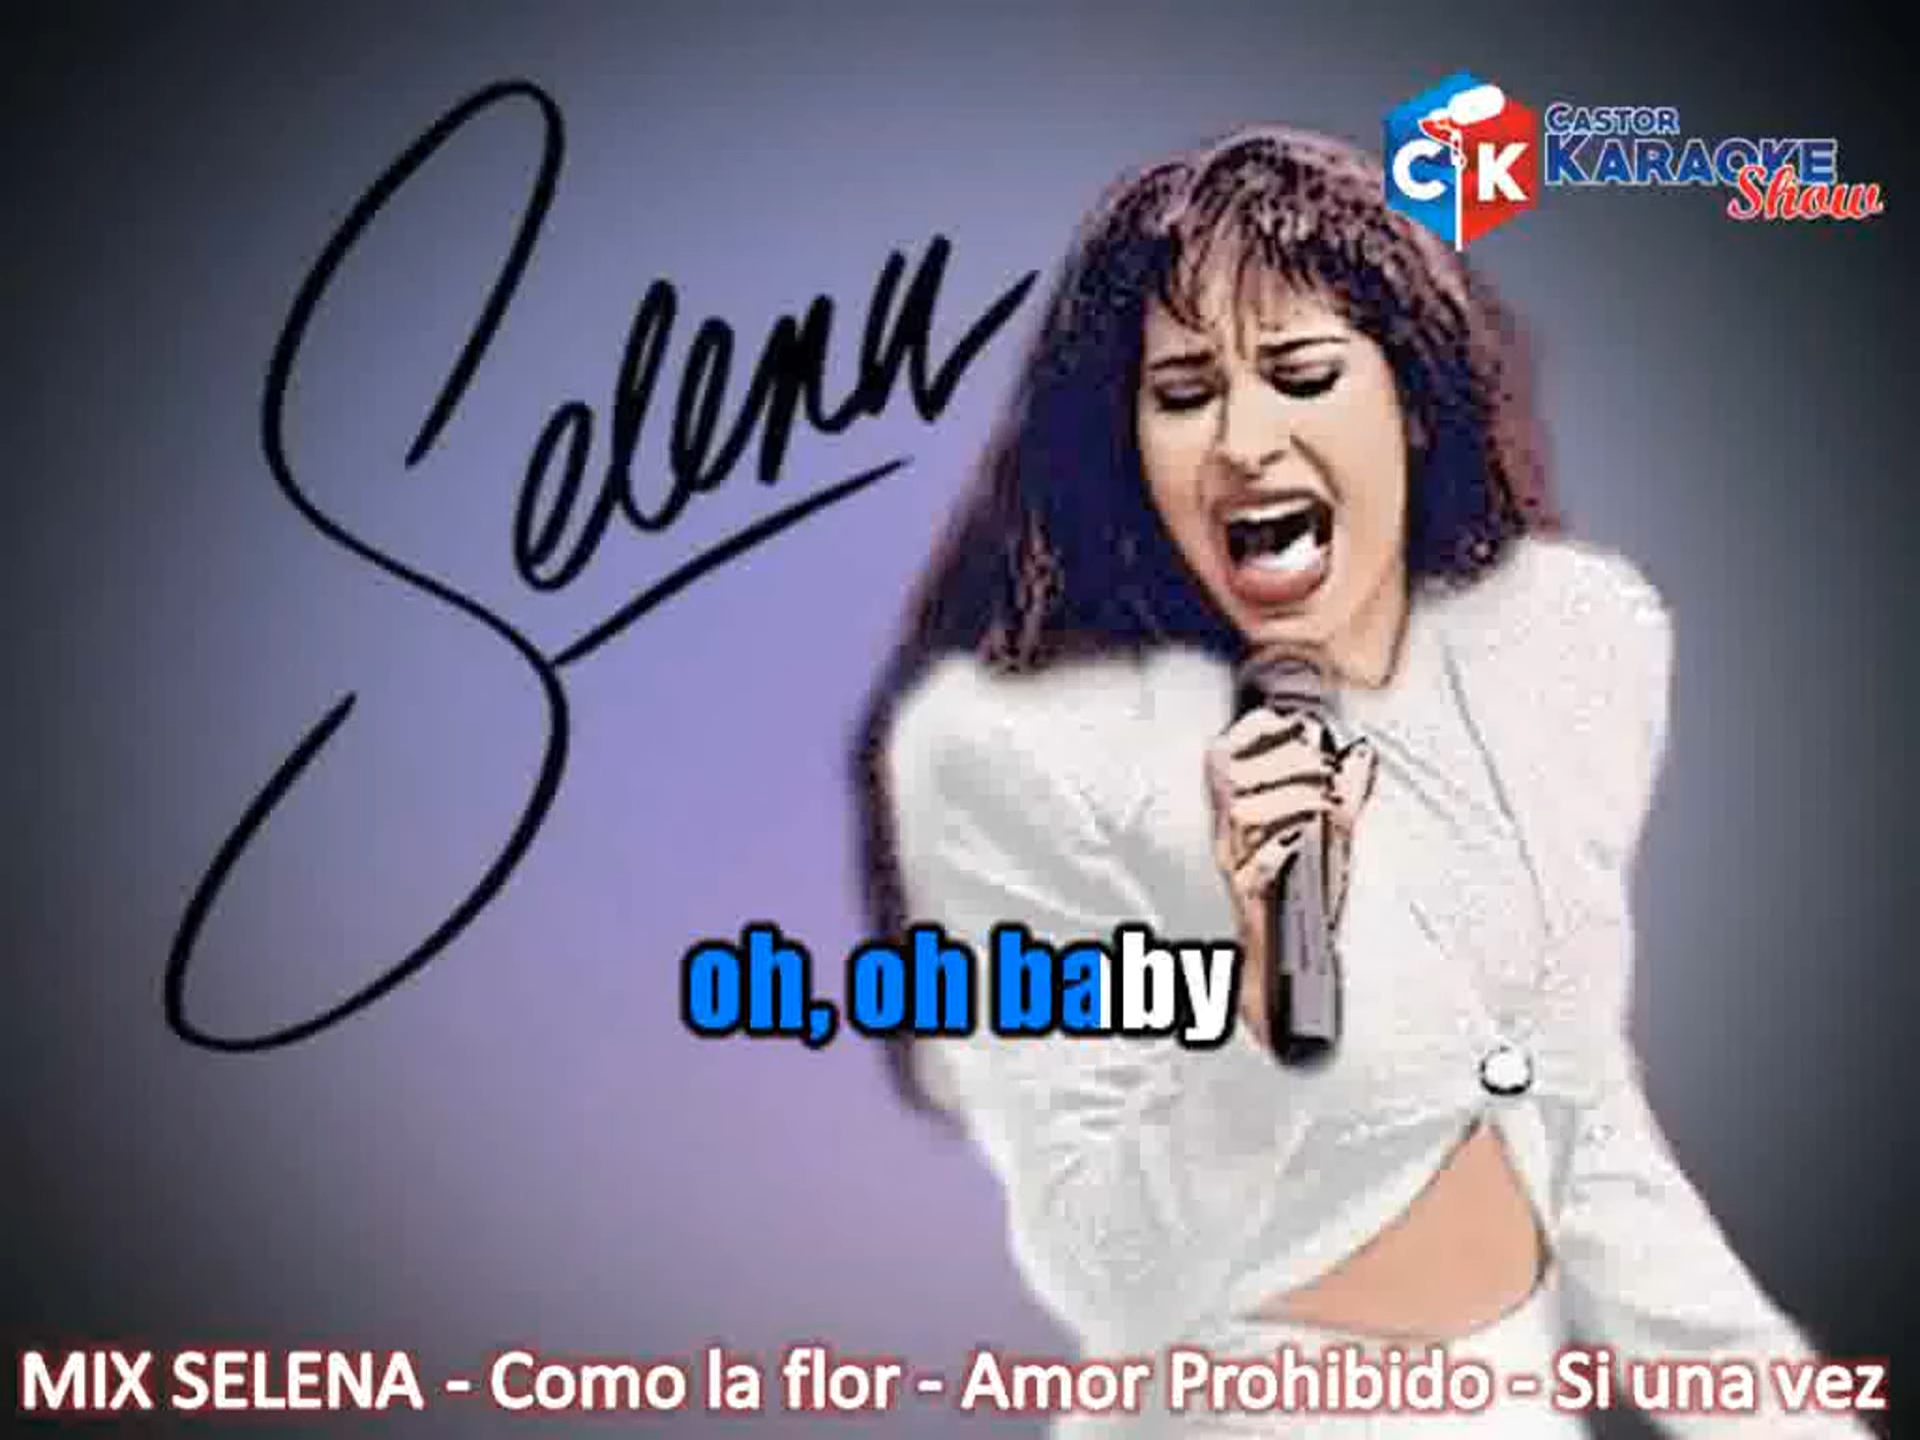 Selena
CK
CASTOR
KARAOKE
Show
oh, oh baby
MIX SELENA - Como la flor - Amor Prohibido - Si una vez